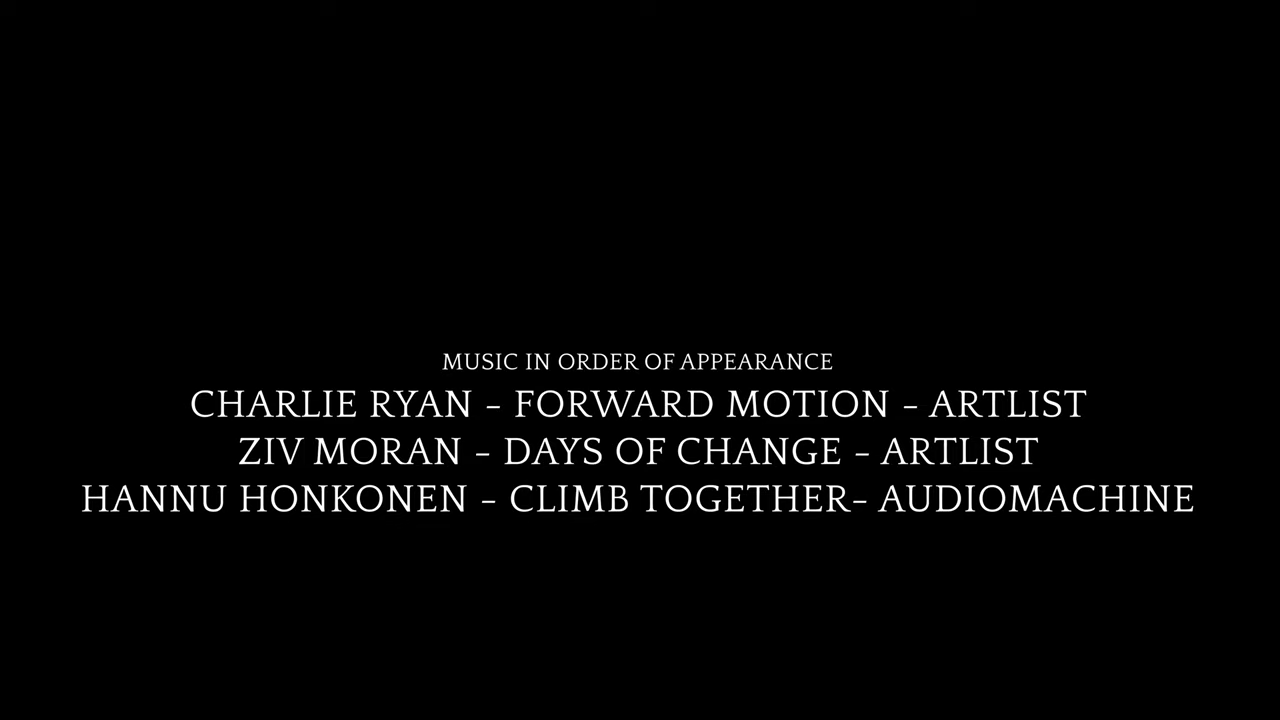 MUSIC IN ORDER OF APPEARANCE
CHARLIE RYAN - FORWARD MOTION - ARTLIST
ZIV MORAN - DAYS OF CHANGE - ARTLIST
HANNU HONKONEN - CLIMB TOGETHER- AUDIOMACHINE